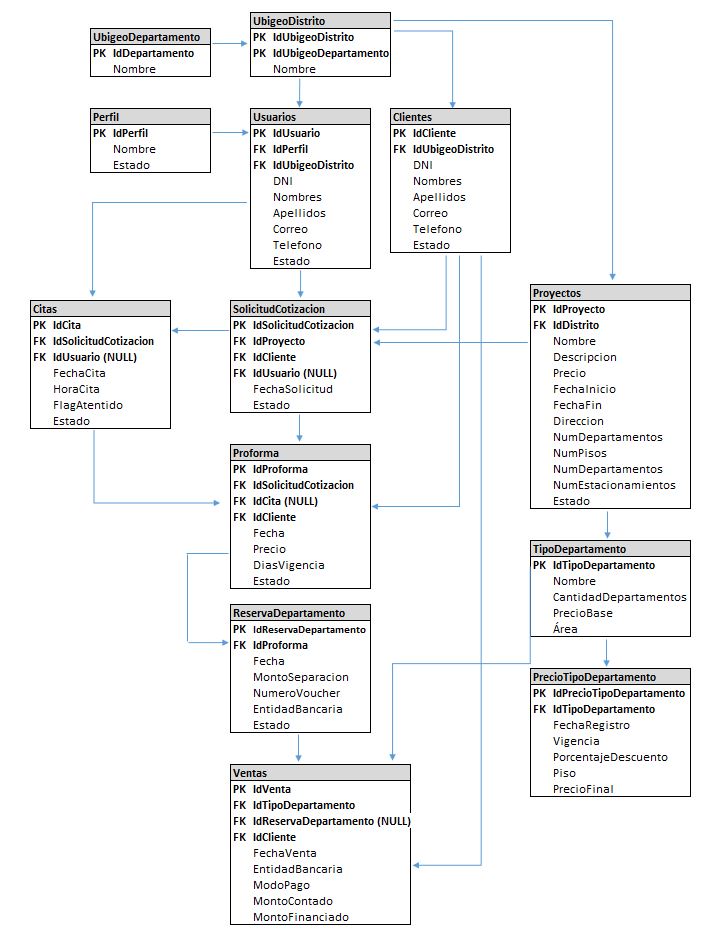 UbigeoDepartamento
PK IdDepartamento
Nombre
UbigeoDistrito
PK IdUbigeoDistrito
PK IdUbigeoDepartamento
Nombre
Perfil
PK IdPerfil
Nombre
Estado
Usuarios
PK IdUsuario
FK IdPerfil
FK IdUbigeoDistrito
DNI
Nombres
Apellidos
Correo
Telefono
Estado
Clientes
PK IdCliente
FK IdUbigeoDistrito
DNI
Nombres
Apellidos
Correo
Telefono
Estado
Citas
PK IdCita
FK IdSolicitudCotizacion
FK IdUsuario (NULL)
FechaCita
HoraCita
FlagAtentido
Estado
SolicitudCotizacion
PK IdSolicitudCotizacion
FK IdProyecto
FK IdCliente
FK IdUsuario (NULL)
FechaSolicitud
Estado
Proyectos
PK IdProyecto
FK IdDistrito
Nombre
Descripcion
Precio
FechaInicio
FechaFin
Direccion
NumDepartamentos
NumPisos
NumDepartamentos
NumEstacionamientos
Estado
Proforma
PK IdProforma
FK IdSolicitudCotizacion
FK IdCita (NULL)
FK IdCliente
Fecha
Precio
DiasVigencia
Estado
TipoDepartamento
PK IdTipoDepartamento
Nombre
CantidadDepartamentos
PrecioBase
Área
ReservaDepartamento
PK IdReservaDepartamento
FK IdProforma
Fecha
MontoSeparacion
NumeroVoucher
EntidadBancaria
Estado
PrecioTipoDepartamento
PK IdPrecioTipoDepartamento
FK IdTipoDepartamento
FechaRegistro
Vigencia
PorcentajeDescuento
Piso
PrecioFinal
Ventas
PK IdVenta
FK IdTipoDepartamento
FK IdReservaDepartamento (NULL)
FK IdCliente
FechaVenta
EntidadBancaria
ModoPago
MontoContado
MontoFinanciado